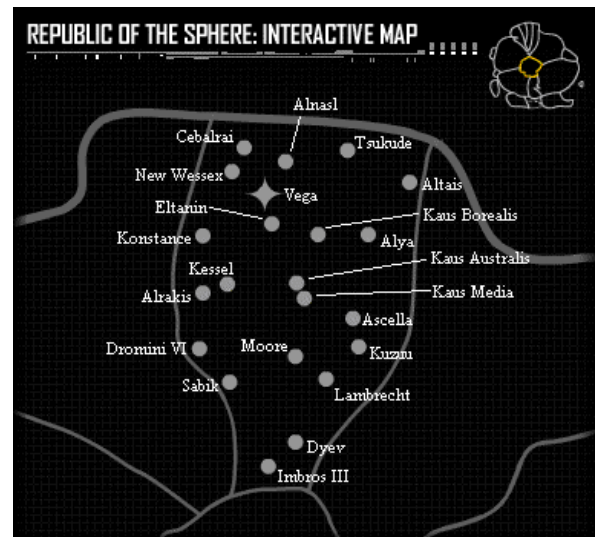 REPUBLIC OF THE SPHERE: INTERACTIVE MAP
Alnasl
Cebalrai
Tsukude
New Wessex
Altais
Vega
Eltanin
Kaus Borealis
Konstance
Alya
Kaus Australis
Kessel
Alrakis
Kaus Media
Ascella
Dromini VI
Moore
Kuzuu
Sabik
Lambrecht
Dyev
Imbros III